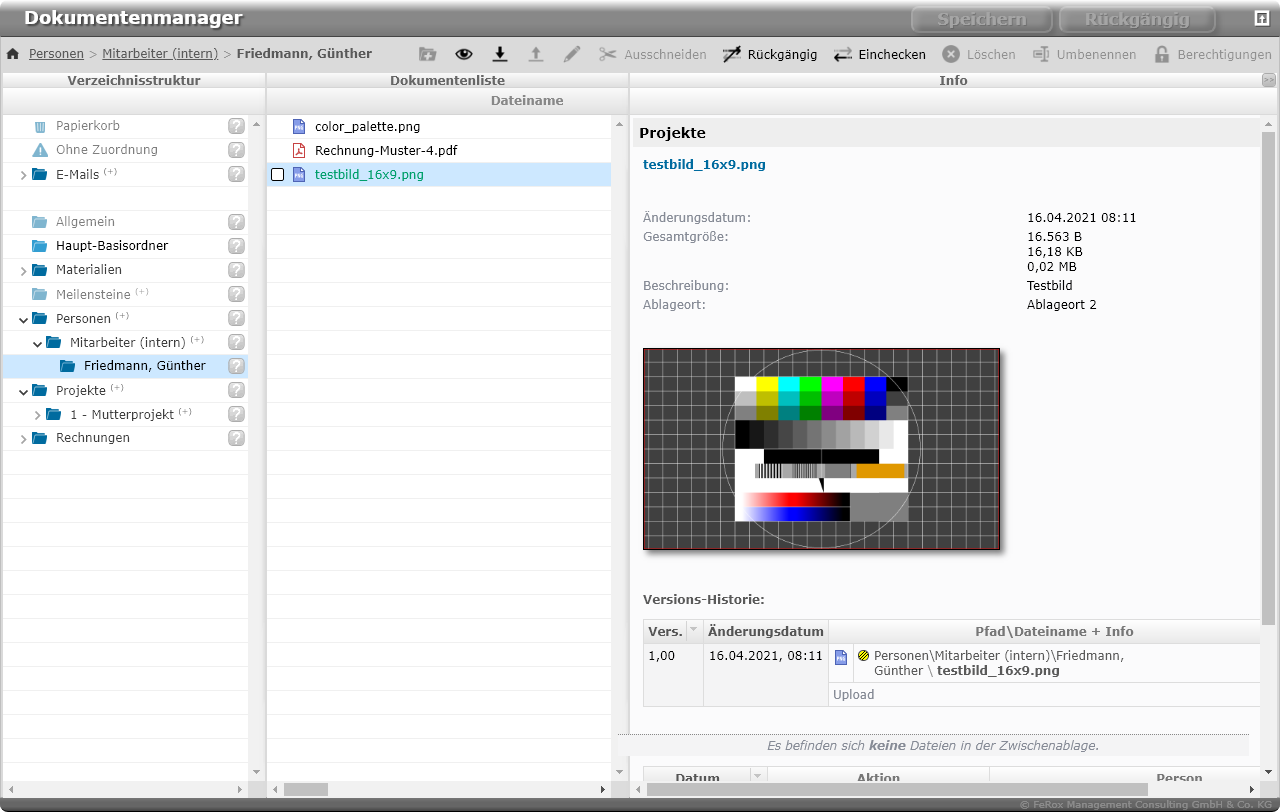 Dokumentenmanager
Speichern
Rückgängig
Personen > Mitarbeiter (intern) > Friedmann, Günther
Ausschneiden
Rückgängig
Einchecken
Löschen
Umbenennen
Berechtigungen
Verzeichnisstruktur
Dokumentenliste
Info
>>
Dateiname
Papierkorb ?
Ohne Zuordnung ?
E-Mails (+) ?
Allgemein ?
Haupt-Basisordner ?
Materialien ?
Meilensteine (+) ?
Personen (+) ?
Mitarbeiter (intern) (+) ?
Friedmann, Günther ?
Projekte (+) ?
1 - Mutterprojekt (+) ?
Rechnungen ?
color_palette.png
Rechnung-Muster-4.pdf
testbild_16x9.png
Projekte
testbild_16x9.png
Änderungsdatum: 16.04.2021 08:11
Gesamtgröße: 16.563 B
16,18 KB
0,02 MB
Beschreibung: Testbild
Ablageort: Ablageort 2
Versions-Historie:
Vers. Änderungsdatum Pfad\Dateiname + Info
1,00 16.04.2021, 08:11 Personen\Mitarbeiter (intern)\Friedmann,
Günther \ testbild_16x9.png
Upload
Es befinden sich keine Dateien in der Zwischenablage.
Datum Aktion Person
© FeRox Management Consulting GmbH & Co. KG